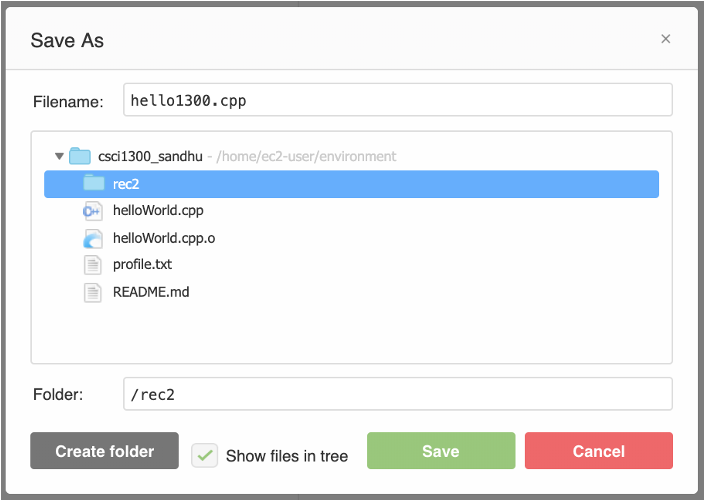 Save As ×
Filename: hello1300.cpp
csci1300_sandhu - /home/ec2-user/environment
rec2
C++ helloWorld.cpp
helloWorld.cpp.o
profile.txt
README.md
Folder: /rec2
Create folder Show files in tree Save Cancel